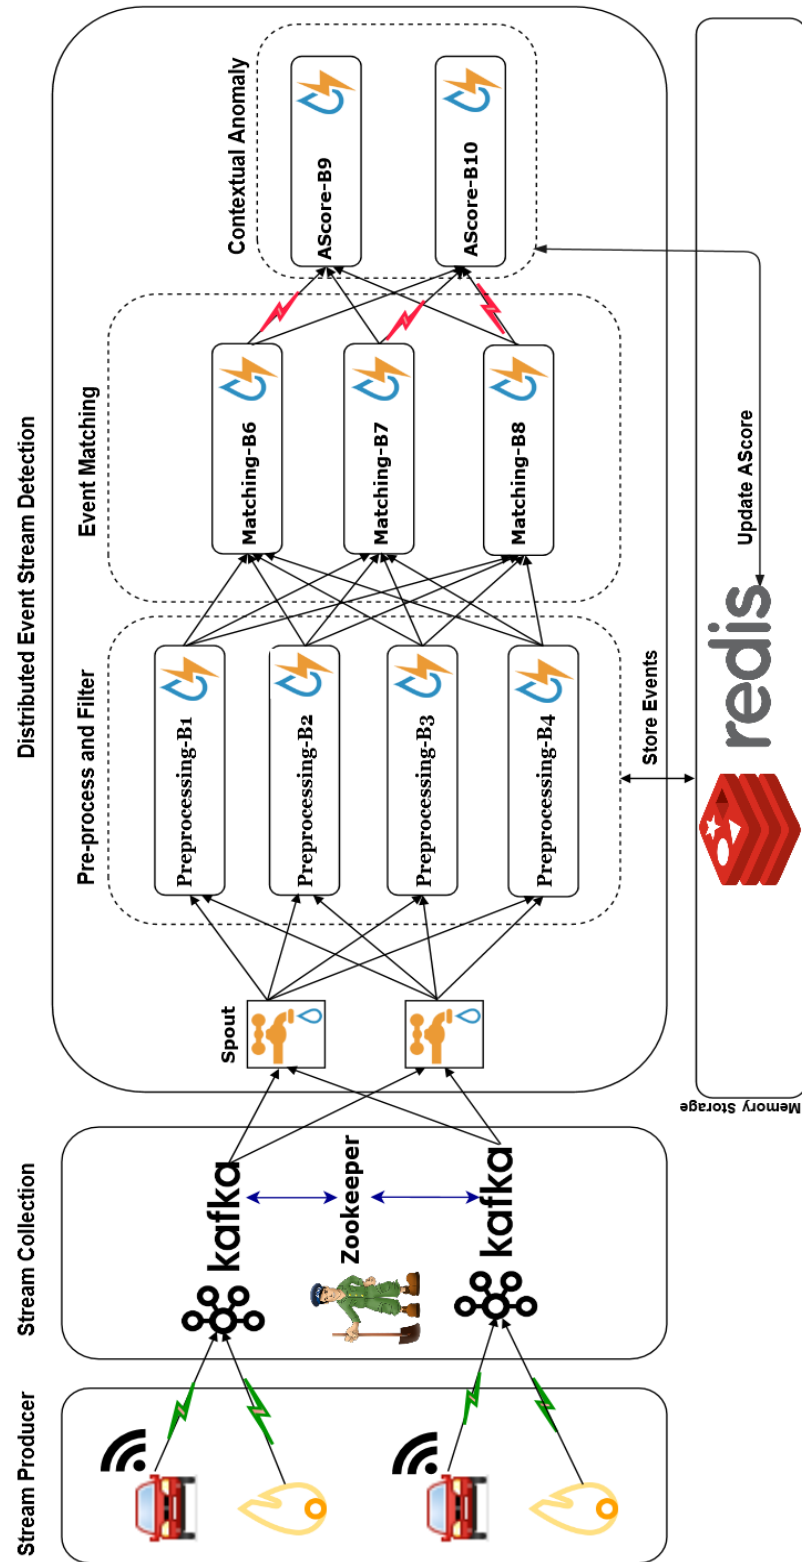 Stream Producer
Stream Collection
kafka
Zookeeper
kafka
Distributed Event Stream Detection
Spout
Pre-process and Filter
Preprocessing-B1
Preprocessing-B2
Preprocessing-B3
Preprocessing-B4
Event Matching
Matching-B6
Matching-B7
Matching-B8
Contextual Anomaly
AScore-B9
AScore-B10
Store Events
Update AScore
Memory Storage
redis